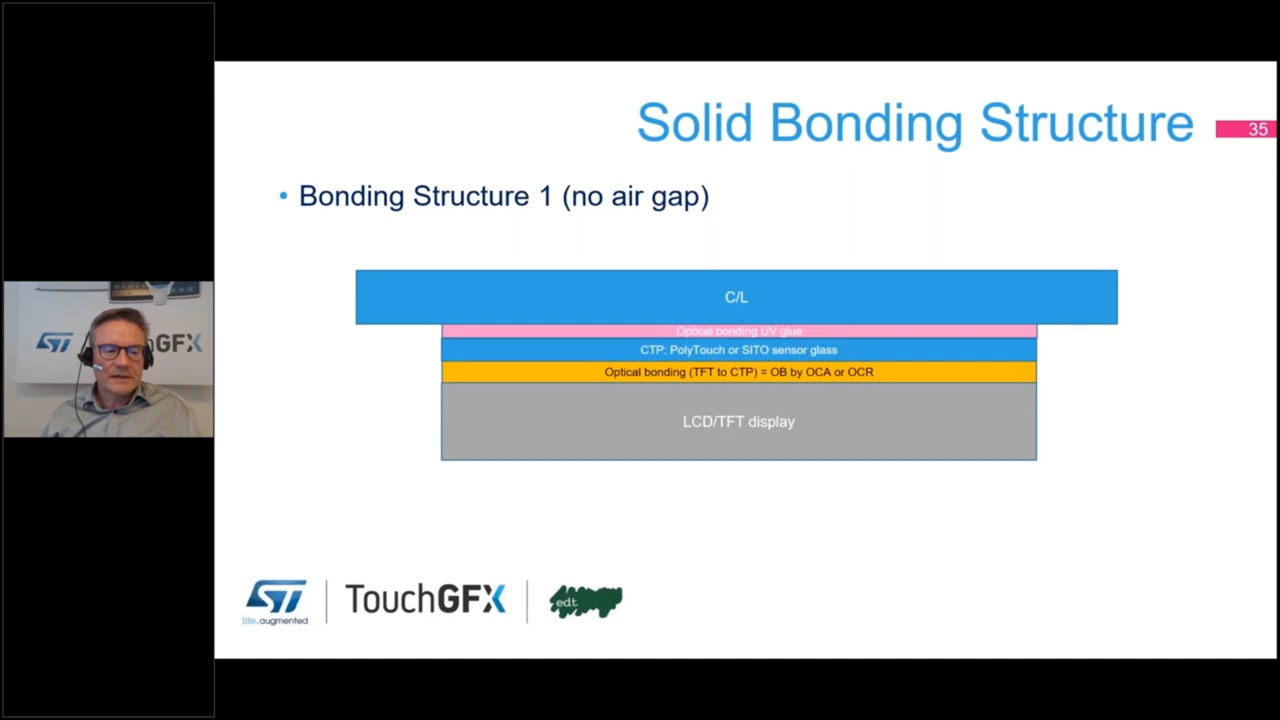 Solid Bonding Structure
35
• Bonding Structure 1 (no air gap)
C/L
Optical bonding UV glue
CTP: PolyTouch or SITO sensor glass
Optical bonding (TFT to CTP) = OB by OCA or OCR
LCD/TFT display
ST
life.augmented
TouchGFX
edt